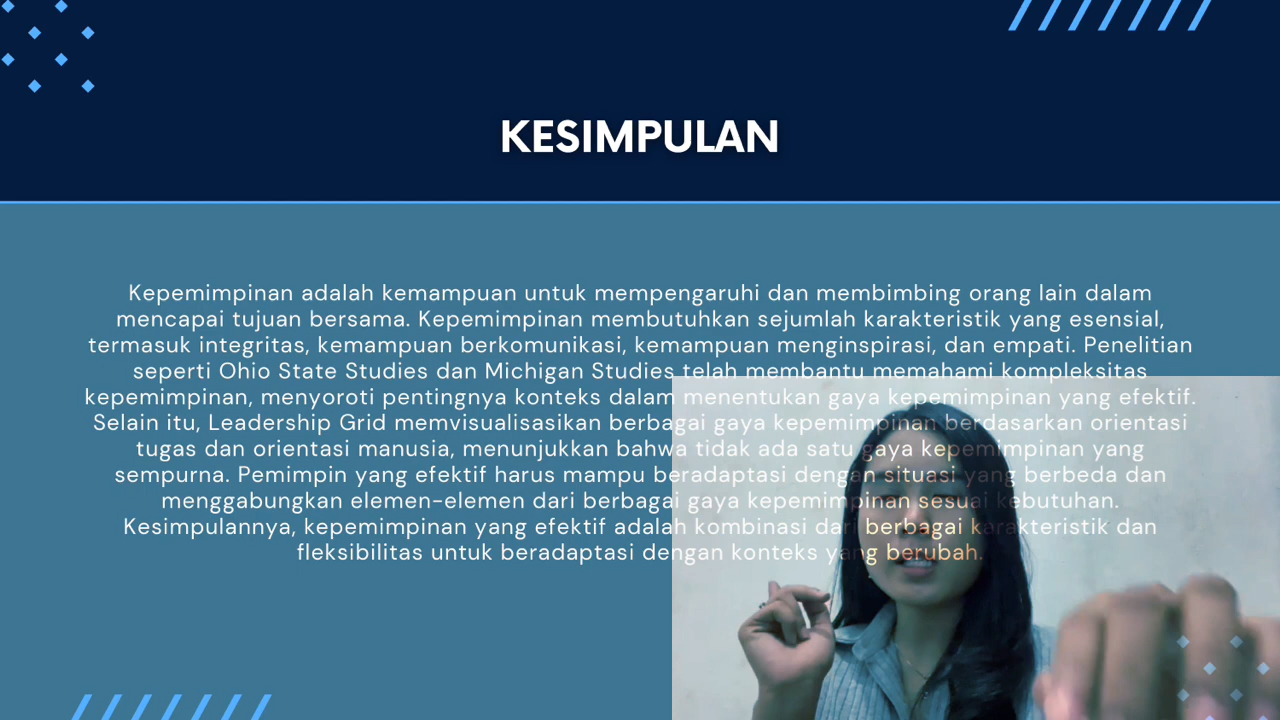 KESIMPULAN
Kepemimpinan adalah kemampuan untuk mempengaruhi dan membimbing orang lain dalam
mencapai tujuan bersama. Kepemimpinan membutuhkan sejumlah karakteristik yang esensial,
termasuk integritas, kemampuan berkomunikasi, kemampuan menginspirasi, dan empati. Penelitian
seperti Ohio State Studies dan Michigan Studies telah membantu memahami kompleksitas
kepemimpinan, menyoroti pentingnya konteks dalam menentukan gaya kepemimpinan yang efektif.
Selain itu, Leadership Grid memvisualisasikan berbagai gaya kepemimpinan berdasarkan orientasi
tugas dan orientasi manusia, menunjukkan bahwa tidak ada satu gaya kepemimpinan yang
sempurna. Pemimpin yang efektif harus mampu beradaptasi dengan situasi yang berbeda dan
menggabungkan elemen-elemen dari berbagai gaya kepemimpinan sesuai kebutuhan.
Kesimpulannya, kepemimpinan yang efektif adalah kombinasi dari berbagai karakteristik dan
fleksibilitas untuk beradaptasi dengan konteks yang berubah.